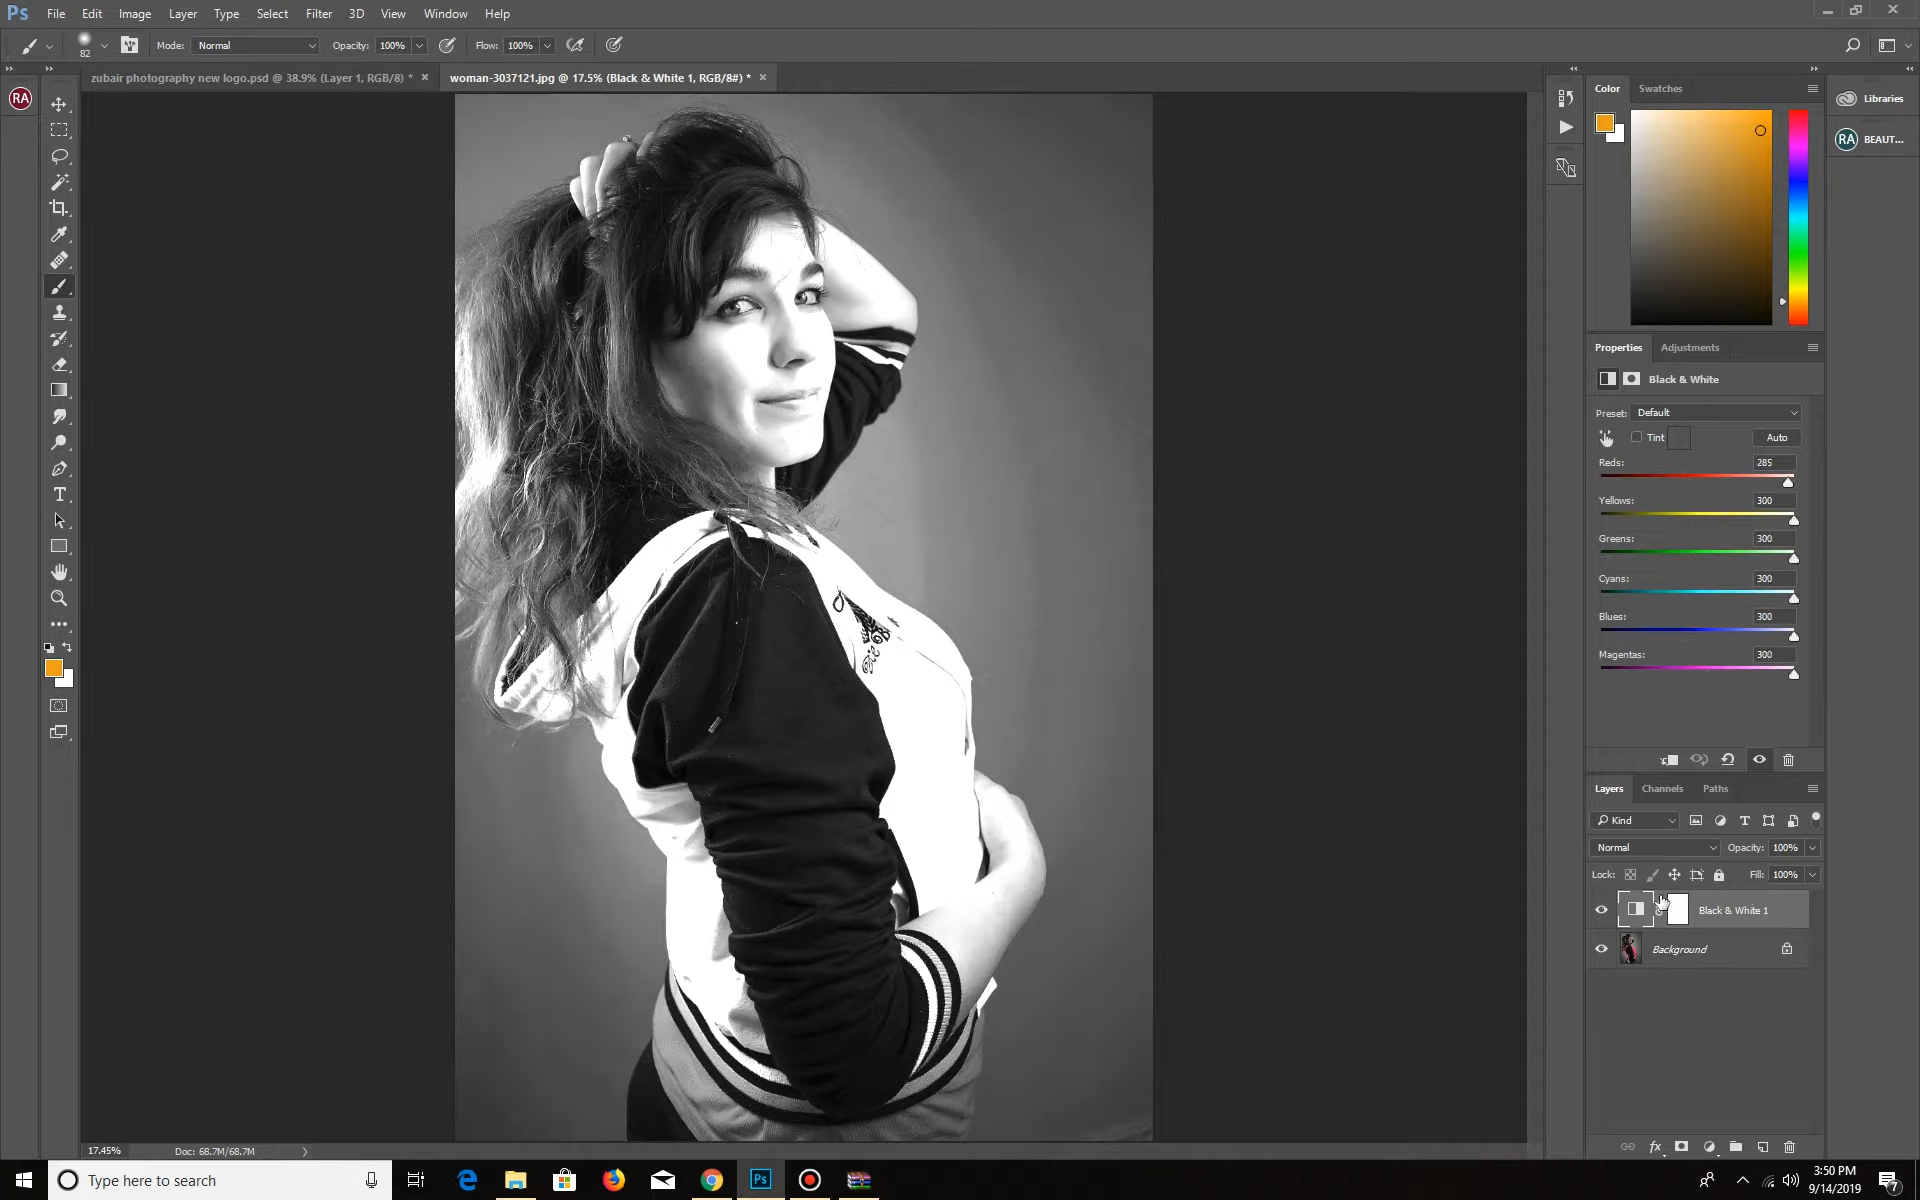 Ps File Edit Image Layer Type Select Filter 3D View Window Help
82 Mode: Normal Opacity: 100% Flow: 100%
zubair photography new logo.psd @ 38.9% (Layer 1, RGB/8) * × woman-3037121.jpg @ 17.5% (Black & White 1, RGB/8#) * ×
RA
Color Swatches
Libraries
RA BEAUT...
Properties Adjustments
Black & White
Preset: Default
Tint Auto
Reds: 285
Yellows: 300
Greens: 300
Cyans: 300
Blues: 300
Magentas: 300
Layers Channels Paths
Kind
Normal Opacity: 100%
Lock: Fill: 100%
Black & White 1
Background
fx
17.45% Doc: 68.7M/68.7M
Type here to search
Ps
3:50 PM
9/14/2019
7